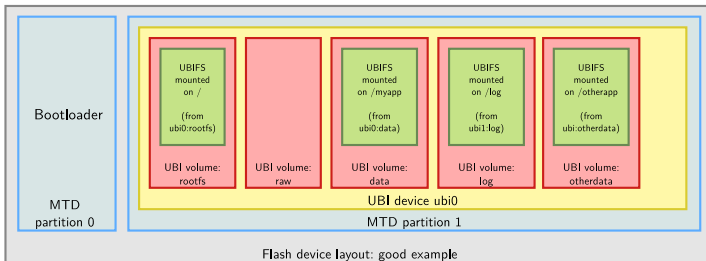 Bootloader
MTD
partition 0
UBIFS
mounted
on /
(from
ubi0:rootfs)
UBI volume:
rootfs
UBI volume:
raw
UBIFS
mounted
on /myapp
(from
ubi0:data)
UBI volume:
data
UBIFS
mounted
on /log
(from
ubi1:log)
UBI volume:
log
UBIFS
mounted
on /otherapp
(from
ubi:otherdata)
UBI volume:
otherdata
UBI device ubi0
MTD partition 1
Flash device layout: good example